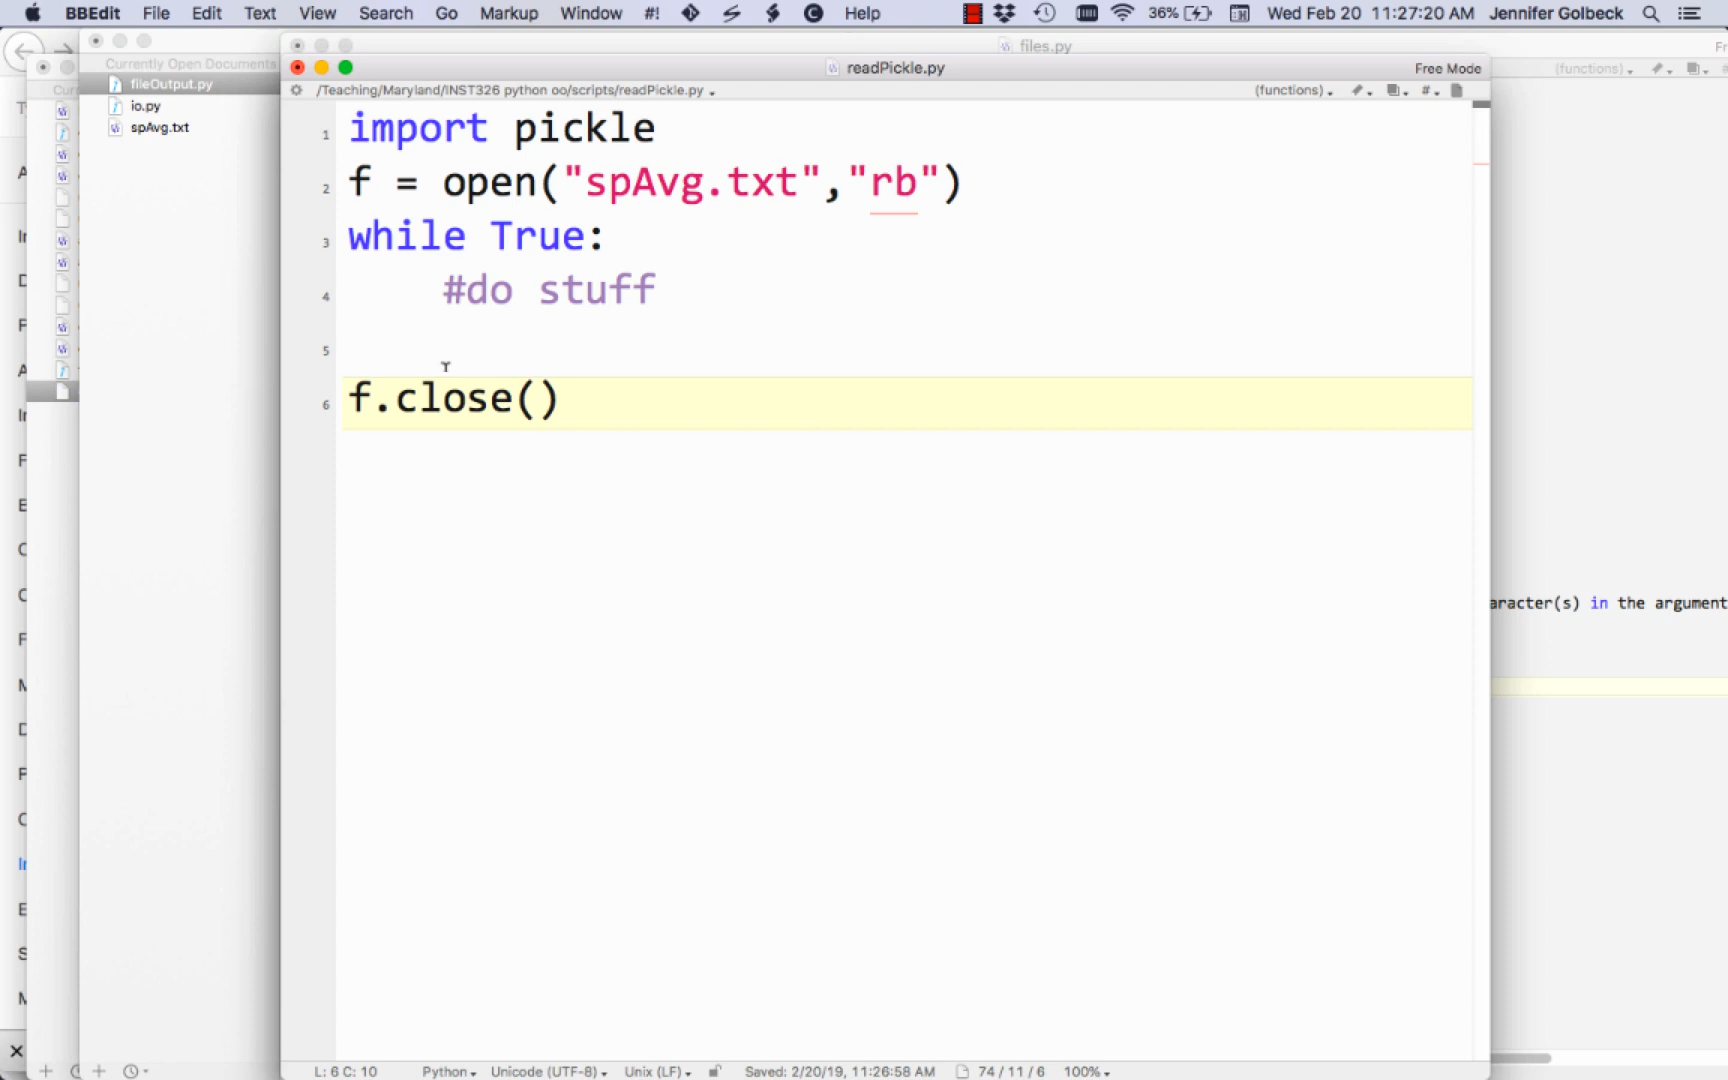 BBEdit File Edit Text View Search Go Markup Window #! Help 36% Wed Feb 20 11:27:20 AM Jennifer Golbeck
files.py
Currently Open Documents
fileOutput.py
io.py
spAvg.txt
readPickle.py
Free Mode
/Teaching/Maryland/INST326 python oo/scripts/readPickle.py
(functions)
#
(functions)
1 import pickle
2 f = open("spAvg.txt","rb")
3 while True:
4 #do stuff
5
6 f.close()
aracter(s) in the argument
L: 6 C: 10 Python Unicode (UTF-8) Unix (LF) Saved: 2/20/19, 11:26:58 AM 74 / 11 / 6 100%